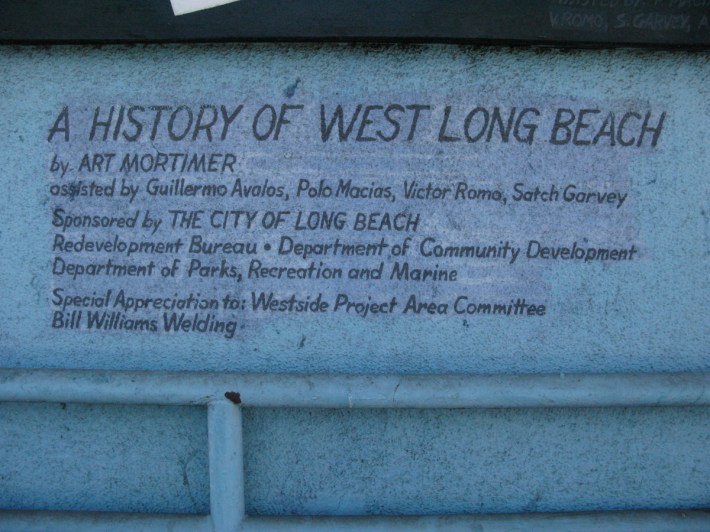 V.ROMO, S. GARVEY, A
A HISTORY OF WEST LONG BEACH
by ART MORTIMER
assisted by Guillermo Avalos, Polo Macias, Victor Romo, Satch Garvey
Sponsored by THE CITY OF LONG BEACH
Redevelopment Bureau • Department of Community Development
Department of Parks, Recreation and Marine
Special Appreciation to: Westside Project Area Committee
Bill Williams Welding